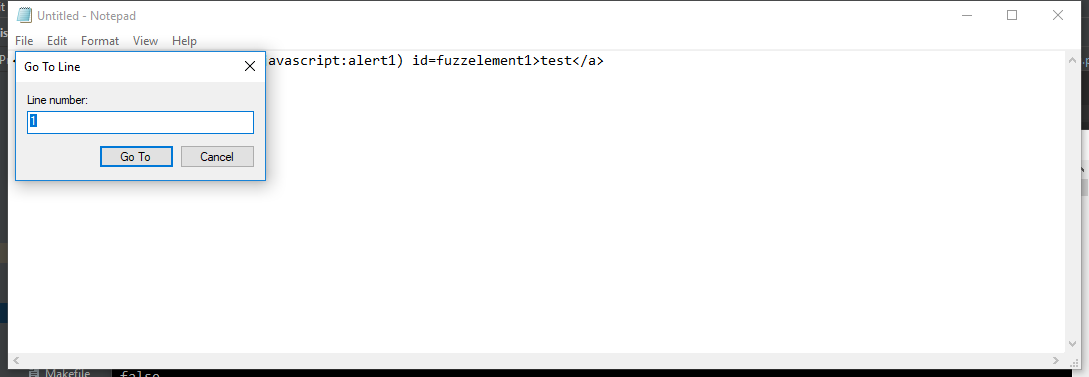 Untitled - Notepad
File Edit Format View Help
avascript:alert1) id=fuzzelement1>test</a>
Go To Line
Line number:
1
Go To Cancel
Makefile
false